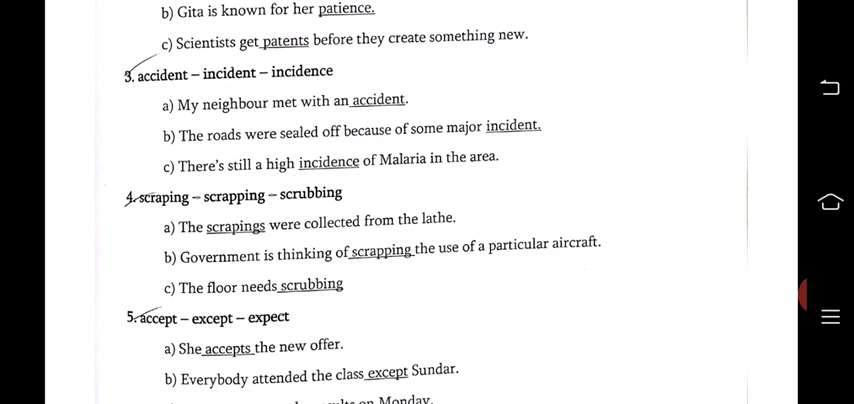 b) Gita is known for her patience.
c) Scientists get patents before they create something new.
3. accident – incident – incidence
a) My neighbour met with an accident.
b) The roads were sealed off because of some major incident.
c) There's still a high incidence of Malaria in the area.
4. scraping – scrapping – scrubbing
a) The scrapings were collected from the lathe.
b) Government is thinking of scrapping the use of a particular aircraft.
c) The floor needs scrubbing
5. accept – except – expect
a) She accepts the new offer.
b) Everybody attended the class except Sundar.
on Monday.